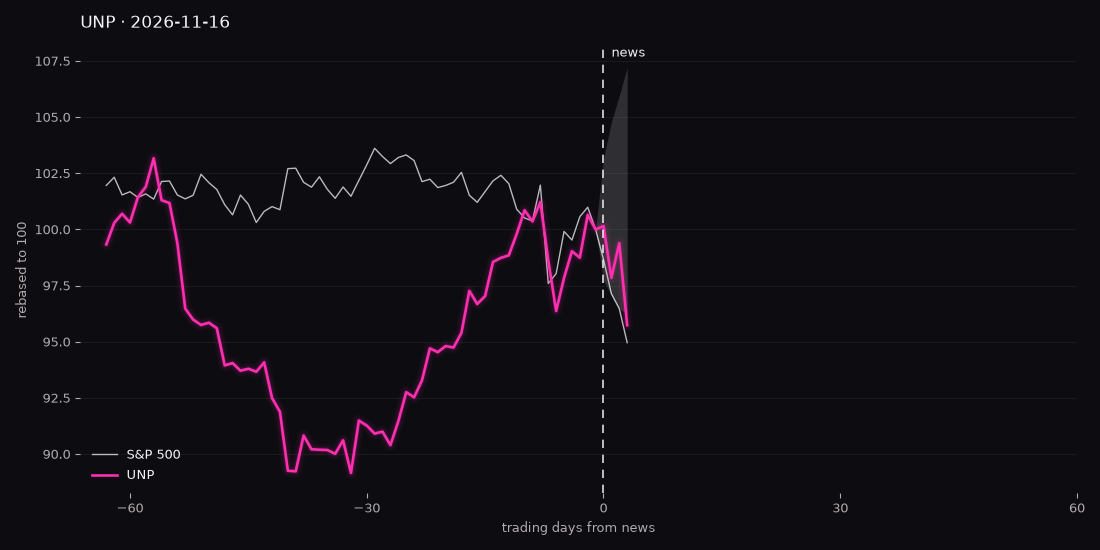 UNP · 2026-11-16
news
107.5
105.0
102.5
100.0
97.5
95.0
92.5
90.0
rebased to 100
S&P 500
UNP
−60
−30
0
30
60
trading days from news